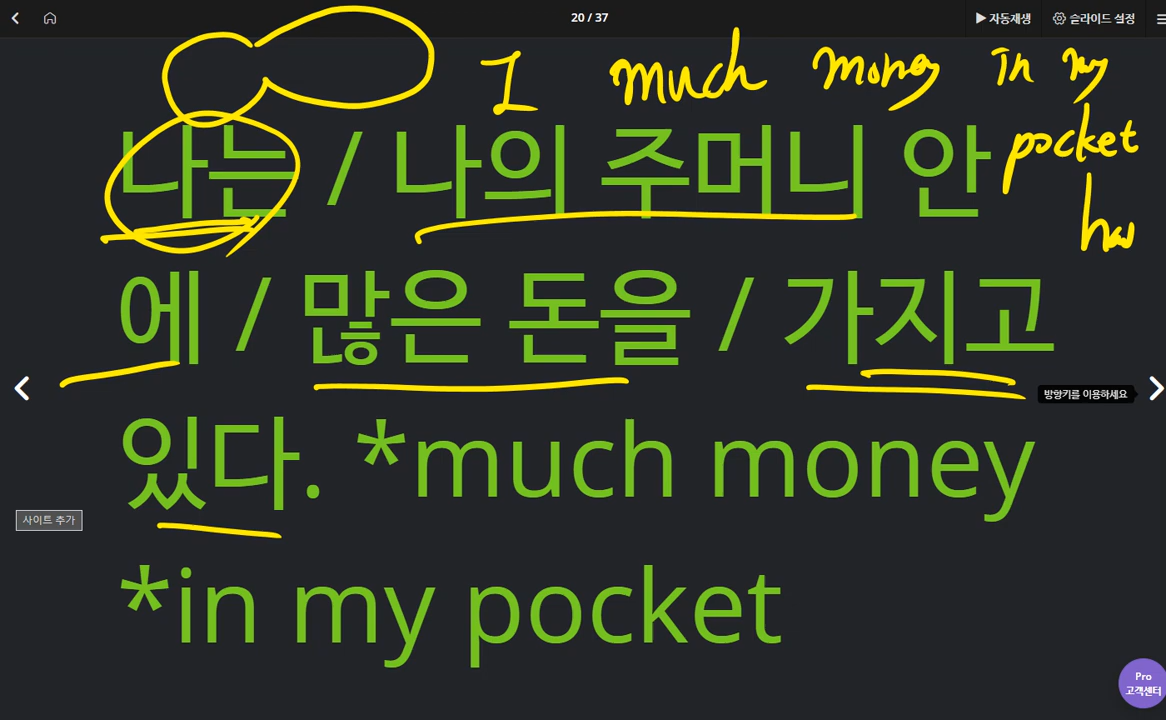 20 / 37
▶ 자동재생
슬라이드 설정
I much money in my
pocket
has
나는 / 나의 주머니 안
에 / 많은 돈을 / 가지고
방향키를 이용하세요
있다. *much money
사이트 추가
*in my pocket
Pro
고객센터